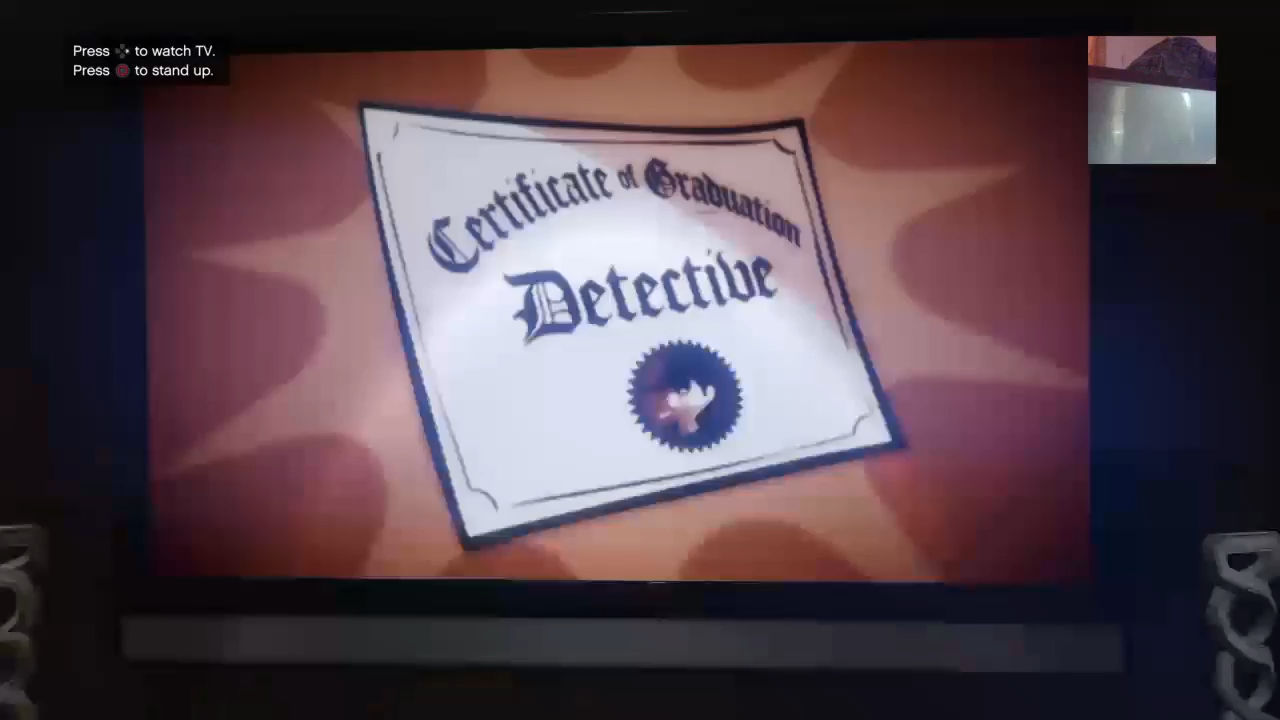 Press to watch TV.
Press to stand up.
Certificate of Graduation
Detective